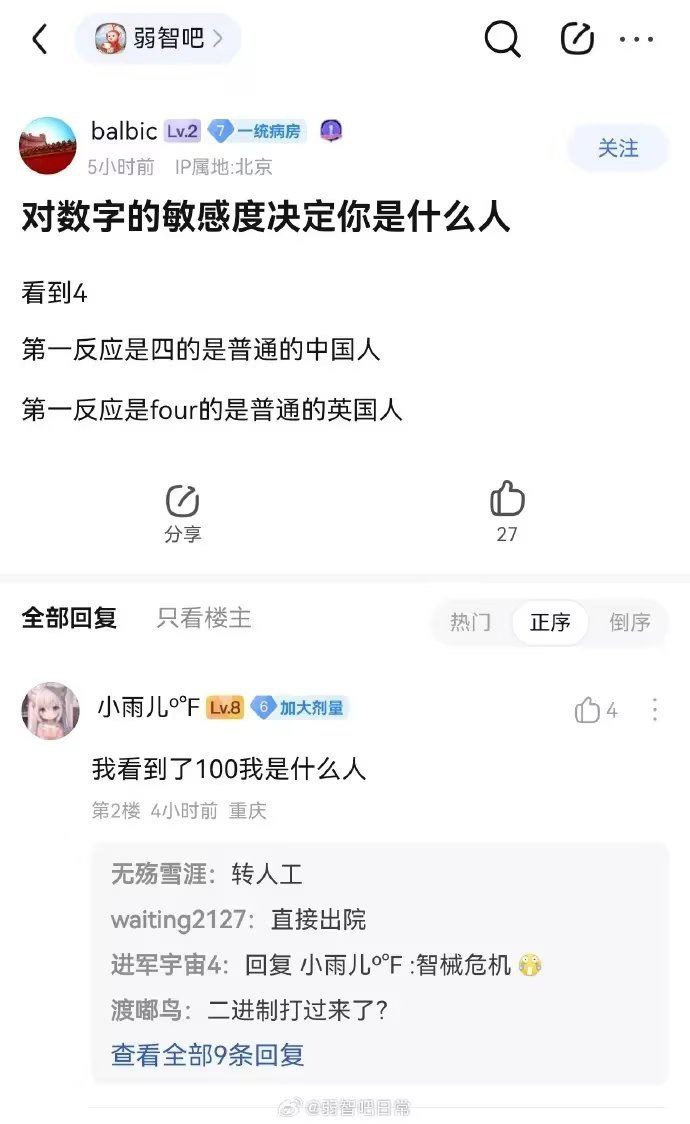 弱智吧
balbic Lv.2 7 一统病房 1
5小时前 IP属地:北京
关注
对数字的敏感度决定你是什么人
看到4
第一反应是四的是普通的中国人
第一反应是four的是普通的英国人
分享
27
全部回复 只看楼主 热门 正序 倒序
小雨儿º℉ Lv.8 6 加大剂量
4
我看到了100我是什么人
第2楼 4小时前 重庆
无殇雪涯：转人工
waiting2127：直接出院
进军宇宙4：回复 小雨儿º℉ :智械危机😱
渡嘟鸟：二进制打过来了？
查看全部9条回复
@弱智吧日常